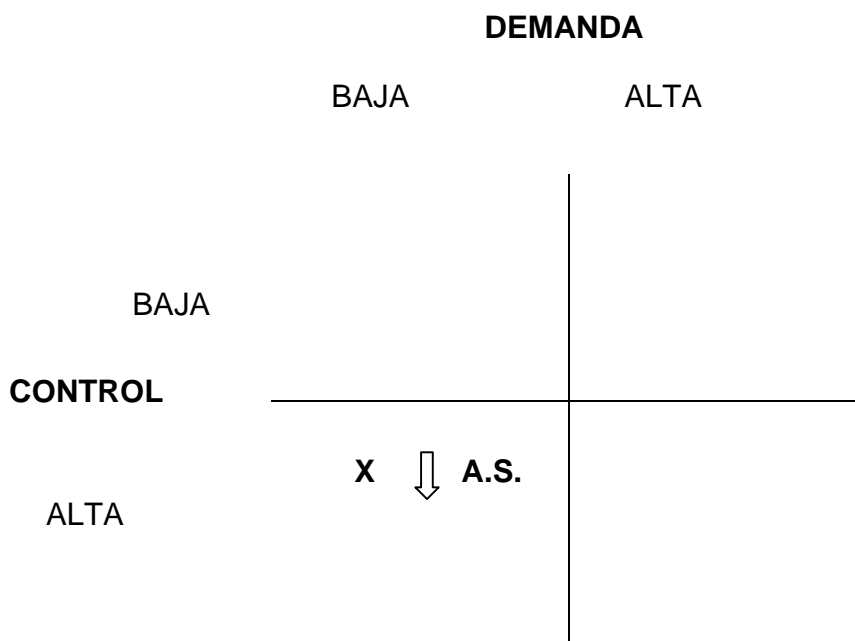 DEMANDA
BAJA ALTA
BAJA
CONTROL
X A.S.
ALTA